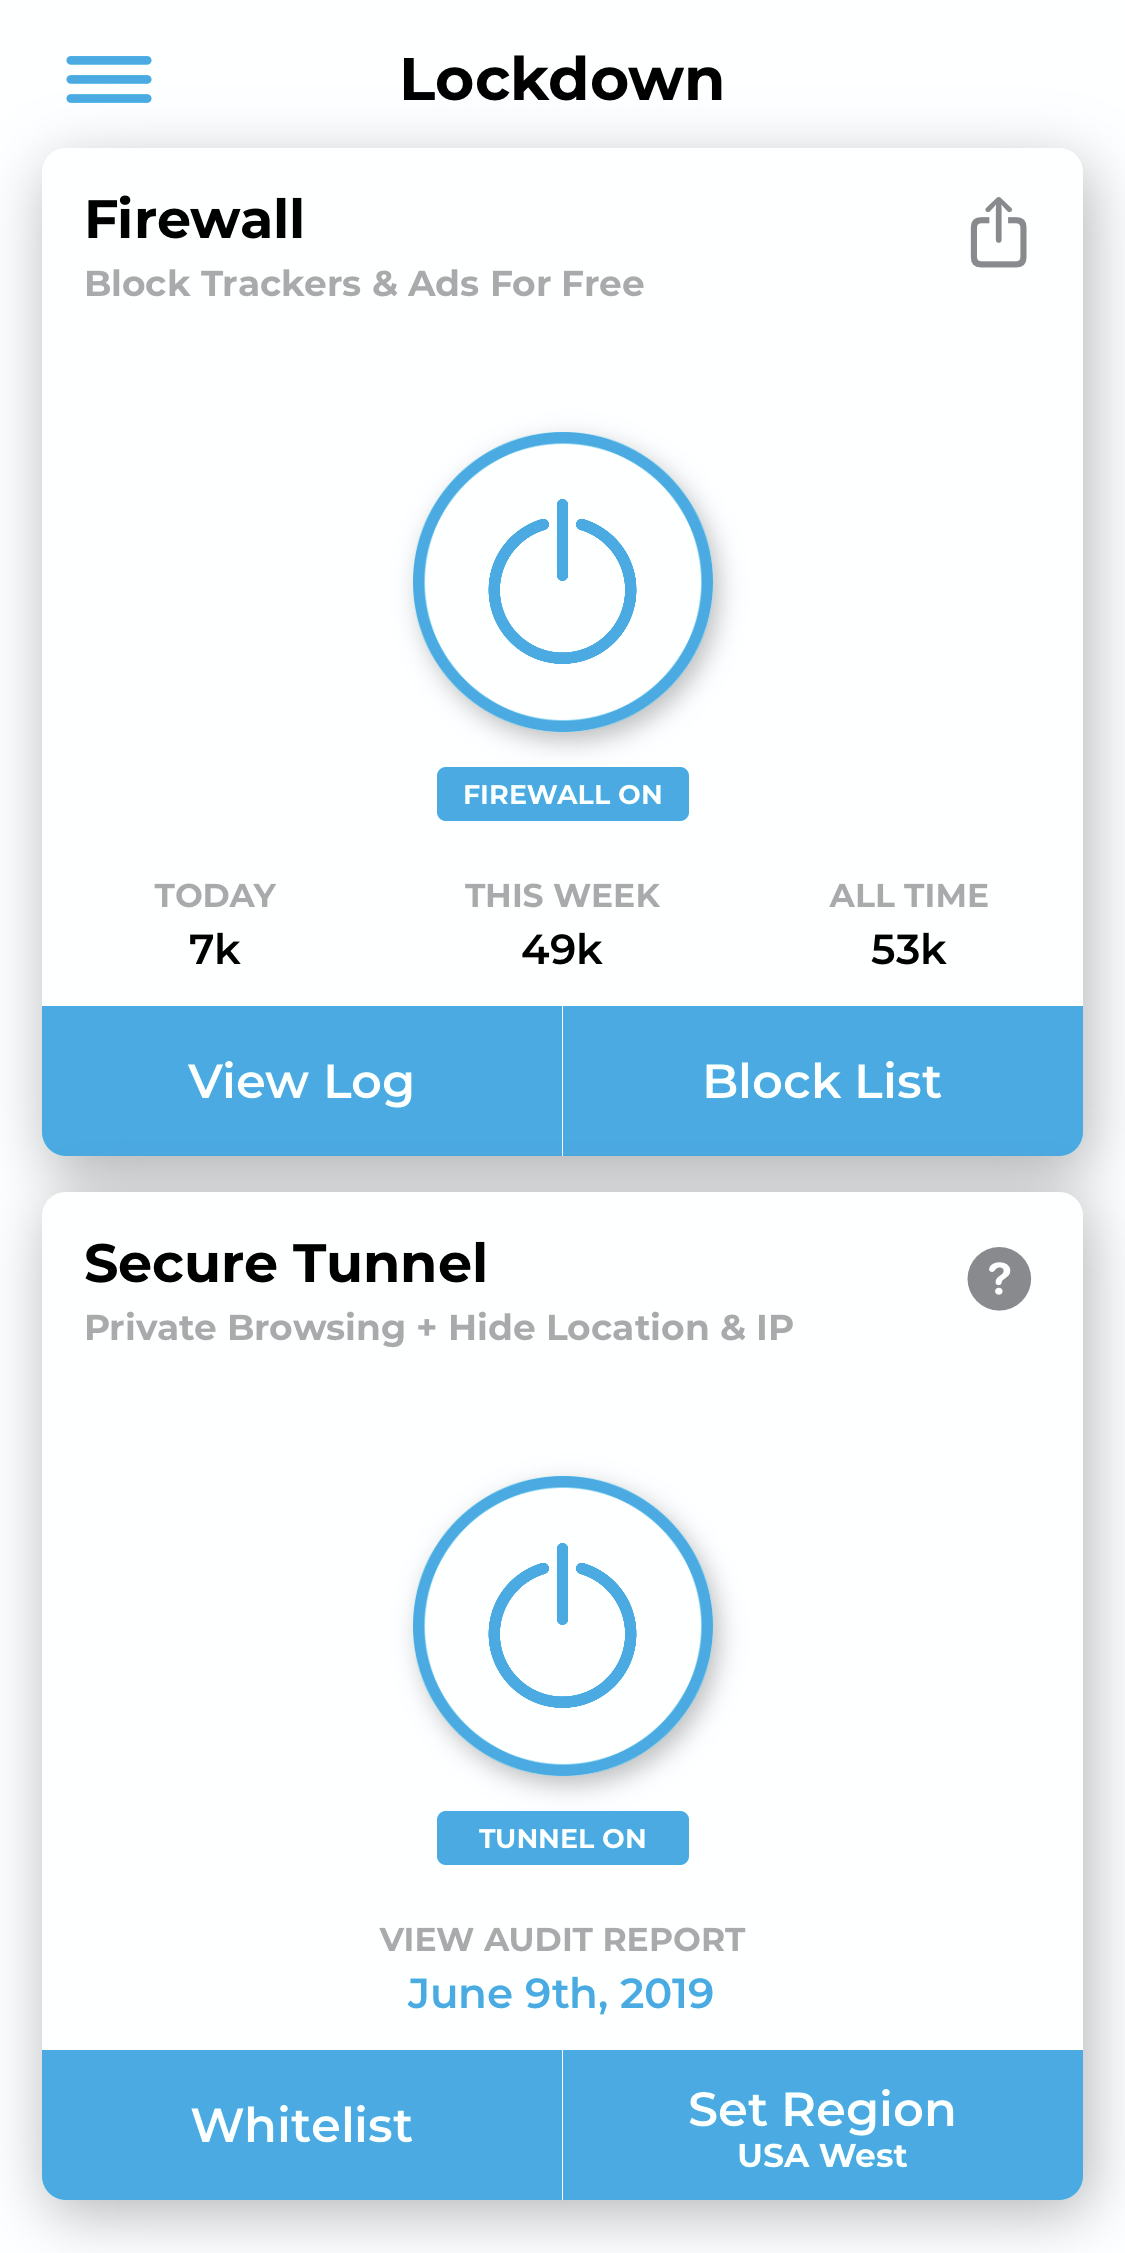 Lockdown
Firewall
Block Trackers & Ads For Free
FIREWALL ON
TODAY THIS WEEK ALL TIME
7k 49k 53k
View Log Block List
Secure Tunnel
?
Private Browsing + Hide Location & IP
TUNNEL ON
VIEW AUDIT REPORT
June 9th, 2019
Whitelist Set Region
USA West